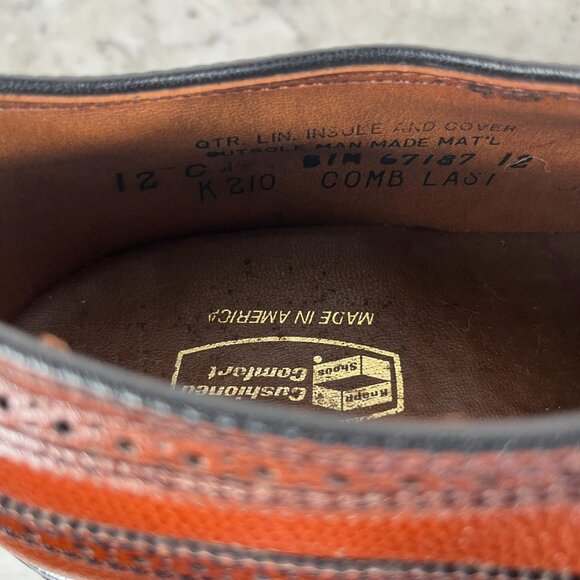 QTR. LIN. INSOLE AND COVER
OUTSOLE MAN MADE MAT'L
12 C 67187 12
K210 COMB LAST
MADE IN AMERICA
Cushioned
Comfort
Knapp
Shoes